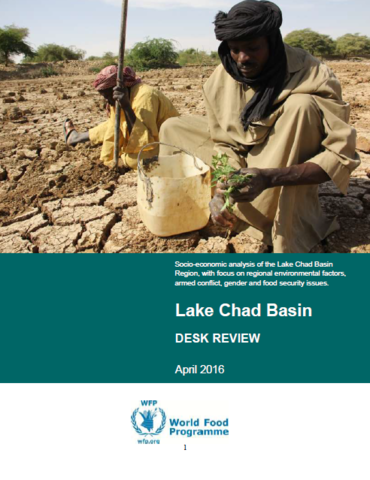 Socio-economic analysis of the Lake Chad Basin
Region, with focus on regional environmental factors,
armed conflict, gender and food security issues.
Lake Chad Basin
DESK REVIEW
April 2016
WFP
wfp.org
World Food
Programme
1